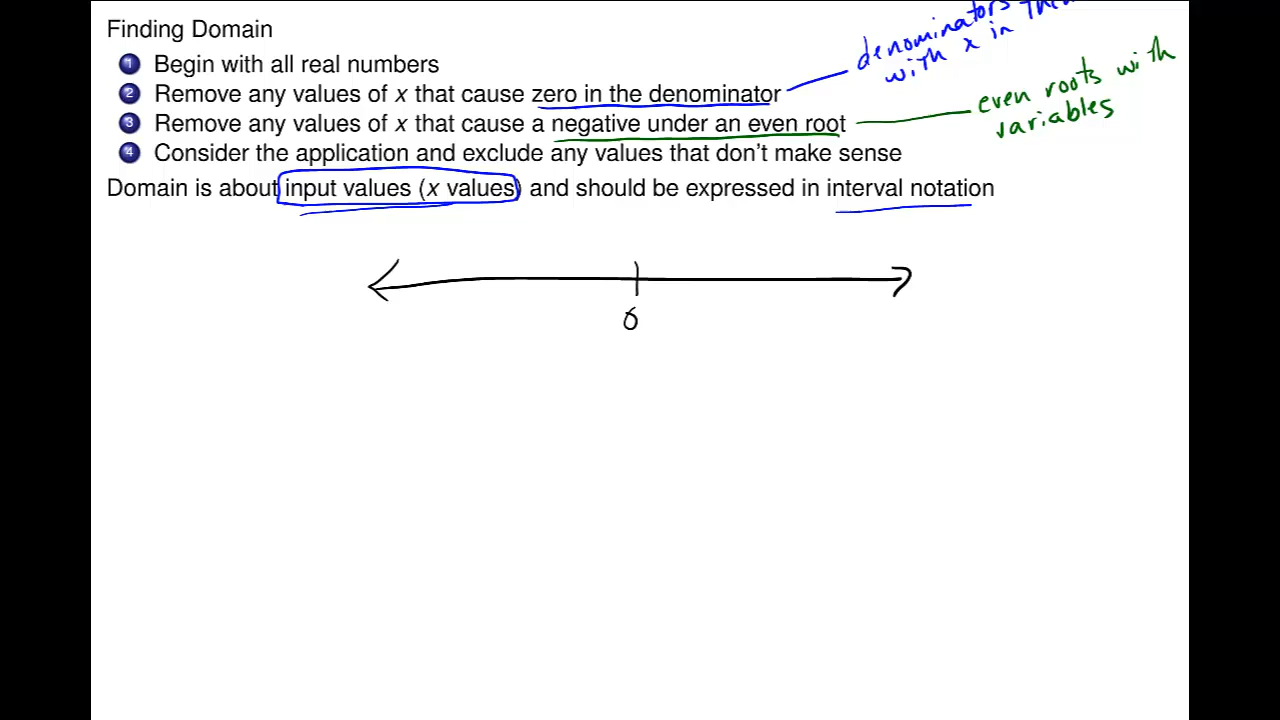 Finding Domain
1 Begin with all real numbers
2 Remove any values of x that cause zero in the denominator
3 Remove any values of x that cause a negative under an even root
4 Consider the application and exclude any values that don't make sense
Domain is about input values (x values) and should be expressed in interval notation
denominators
with x in
even roots with
variables
0